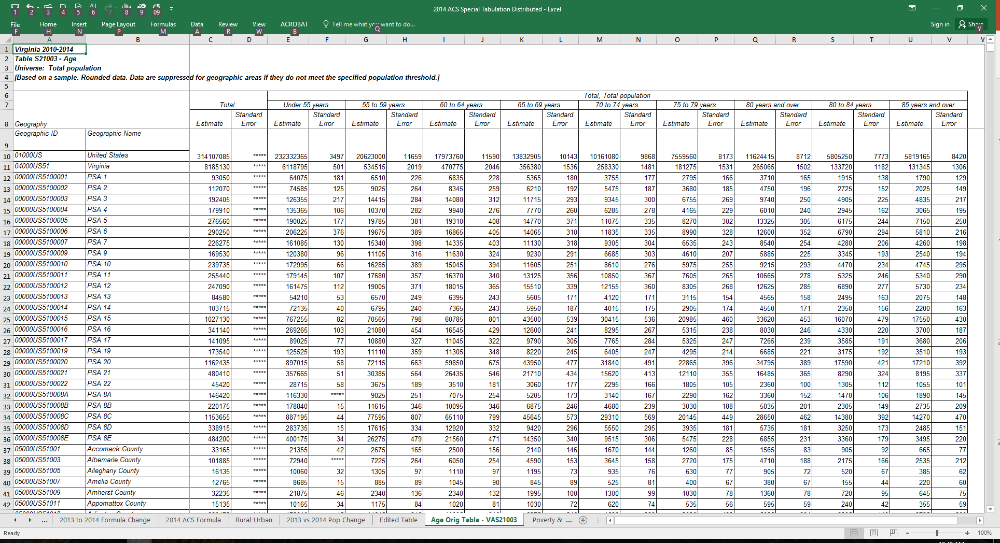 2014 ACS Special Tabulation Distributed - Excel
1 2 3 4 5 6 7 8 9 09
File Home Insert Page Layout Formulas Data Review View ACROBAT Tell me what you want to do... Sign in Share
F H N P M A R W B Q Y
A B C D E F G H I J K L M N O P Q R S T U V
1 Virginia 2010-2014
2 Table S21003 - Age
3 Universe: Total population
4 [Based on a sample. Rounded data. Data are suppressed for geographic areas if they do not meet the specified population threshold.]
5
6 Total, Total population
7 Total: Under 55 years 55 to 59 years 60 to 64 years 65 to 69 years 70 to 74 years 75 to 79 years 80 years and over 80 to 84 years 85 years and over
8 Geography Estimate Standard Error Estimate Standard Error Estimate Standard Error Estimate Standard Error Estimate Standard Error Estimate Standard Error Estimate Standard Error Estimate Standard Error Estimate Standard Error Estimate Standard Error
9 Geographic ID Geographic Name
10 01000US United States 314107085 ***** 232332365 3497 20623000 11659 17973760 11590 13832905 10143 10161080 9868 7559560 8173 11624415 8712 5805250 7773 5819165 8420
11 04000US51 Virginia 8185130 ***** 6118795 501 534515 2019 470775 2046 356380 1536 258330 1481 181275 1531 265065 1502 133720 1182 131345 1306
12 00000US5100001 PSA 1 93050 ***** 64075 181 6510 226 6835 228 5365 180 3755 177 2795 166 3710 165 1915 138 1790 129
13 00000US5100002 PSA 2 112070 ***** 74585 125 9025 264 8345 259 6210 192 5475 187 3680 185 4750 196 2725 152 2025 149
14 00000US5100003 PSA 3 192405 ***** 126355 217 14415 284 14080 312 11715 293 9345 300 6755 269 9740 250 4905 225 4835 217
15 00000US5100004 PSA 4 179910 ***** 135365 106 10370 282 9940 276 7770 260 6285 278 4165 229 6010 240 2945 162 3065 195
16 00000US5100005 PSA 5 276560 ***** 190025 177 19785 381 19310 408 14770 371 11075 335 8270 302 13325 305 6175 244 7150 250
17 00000US5100006 PSA 6 290250 ***** 206225 376 19675 389 16865 405 14065 310 11835 335 8990 328 12600 352 6790 294 5810 216
18 00000US5100007 PSA 7 226275 ***** 161085 130 15340 398 14335 403 11130 318 9305 304 6535 243 8540 254 4280 206 4260 198
19 00000US5100009 PSA 9 169530 ***** 120380 96 11105 316 11630 324 9230 291 6685 303 4610 207 5885 225 3345 193 2540 194
20 00000US5100010 PSA 10 239735 ***** 172995 66 16285 389 15045 394 11605 251 8610 276 5975 255 9215 293 4470 234 4745 295
21 00000US5100011 PSA 11 255440 ***** 179145 107 17680 357 16370 340 13125 356 10850 367 7605 265 10665 278 5325 246 5340 290
22 00000US5100012 PSA 12 247090 ***** 161475 112 19005 371 18015 365 15510 339 12155 360 8305 268 12625 285 6890 277 5730 234
23 00000US5100013 PSA 13 84580 ***** 54210 53 6570 249 6395 243 5605 171 4120 171 3115 154 4565 158 2495 163 2075 148
24 00000US5100014 PSA 14 103715 ***** 72135 40 6795 240 7365 243 5950 187 4015 175 2905 174 4550 171 2350 156 2200 163
25 00000US5100015 PSA 15 1027130 ***** 767255 82 70565 798 60785 801 43500 539 30415 536 20985 460 33620 453 16070 479 17550 430
26 00000US5100016 PSA 16 341140 ***** 269265 103 21080 454 16545 429 12600 241 8295 267 5315 238 8030 246 4330 220 3700 187
27 00000US5100017 PSA 17 141095 ***** 89025 77 10880 327 11045 322 9790 305 7765 284 5325 247 7265 239 3585 191 3680 206
28 00000US5100019 PSA 19 173540 ***** 125525 193 11110 359 11305 348 8220 245 6405 247 4295 214 6685 221 3175 192 3510 193
29 00000US5100020 PSA 20 1162435 ***** 897015 58 72115 663 59850 675 43950 477 31840 491 22865 396 34795 389 17590 421 17210 392
30 00000US5100021 PSA 21 480410 ***** 357665 51 30385 564 26435 546 21710 434 15620 413 12110 355 16485 365 8290 324 8195 337
31 00000US5100022 PSA 22 45420 ***** 28715 58 3675 189 3510 181 3060 177 2295 166 1805 105 2360 100 1305 112 1055 101
32 00000US510008A PSA 8A 146420 ***** 116330 ***** 9025 251 7075 254 5205 173 3140 167 2290 162 3360 152 1470 106 1890 145
33 00000US510008B PSA 8B 220175 ***** 178840 15 11615 346 10095 346 6875 246 4680 239 3030 188 5035 201 2305 149 2735 209
34 00000US510008C PSA 8C 1153655 ***** 887195 44 77595 807 65110 799 45645 573 29310 569 20145 449 28650 462 14380 392 14270 470
35 00000US510008D PSA 8D 338915 ***** 283735 15 17615 334 12920 332 9420 296 5550 295 3935 181 5735 181 3250 173 2485 151
36 00000US510008E PSA 8E 484200 ***** 400175 34 26275 479 21560 471 14350 340 9515 306 5475 228 6855 231 3360 179 3495 220
37 05000US51001 Accomack County 33165 ***** 21355 42 2675 165 2500 156 2140 146 1670 144 1260 85 1565 83 905 92 665 77
38 05000US51003 Albemarle County 101885 ***** 72940 ***** 7225 264 6050 254 4590 153 3645 158 2720 175 4710 188 2175 166 2535 212
39 05000US51005 Alleghany County 16135 ***** 10060 32 1305 97 1110 97 1195 73 935 76 630 77 905 72 520 67 385 62
40 05000US51007 Amelia County 12765 ***** 8685 15 885 89 1045 90 845 89 525 81 400 67 380 67 155 44 220 60
41 05000US51009 Amherst County 32235 ***** 21875 46 2340 136 2340 132 1995 100 1300 99 1030 78 1360 78 720 95 645 75
42 05000US51011 Appomattox County 15135 ***** 10165 34 1175 84 1020 81 1030 72 620 74 535 56 595 59 240 42 355 59
... 2013 to 2014 Formula Change 2014 ACS Formula Rural-Urban 2013 vs 2014 Pop Change Edited Table Age Orig Table - VAS21003 Poverty & ...
Ready 100%